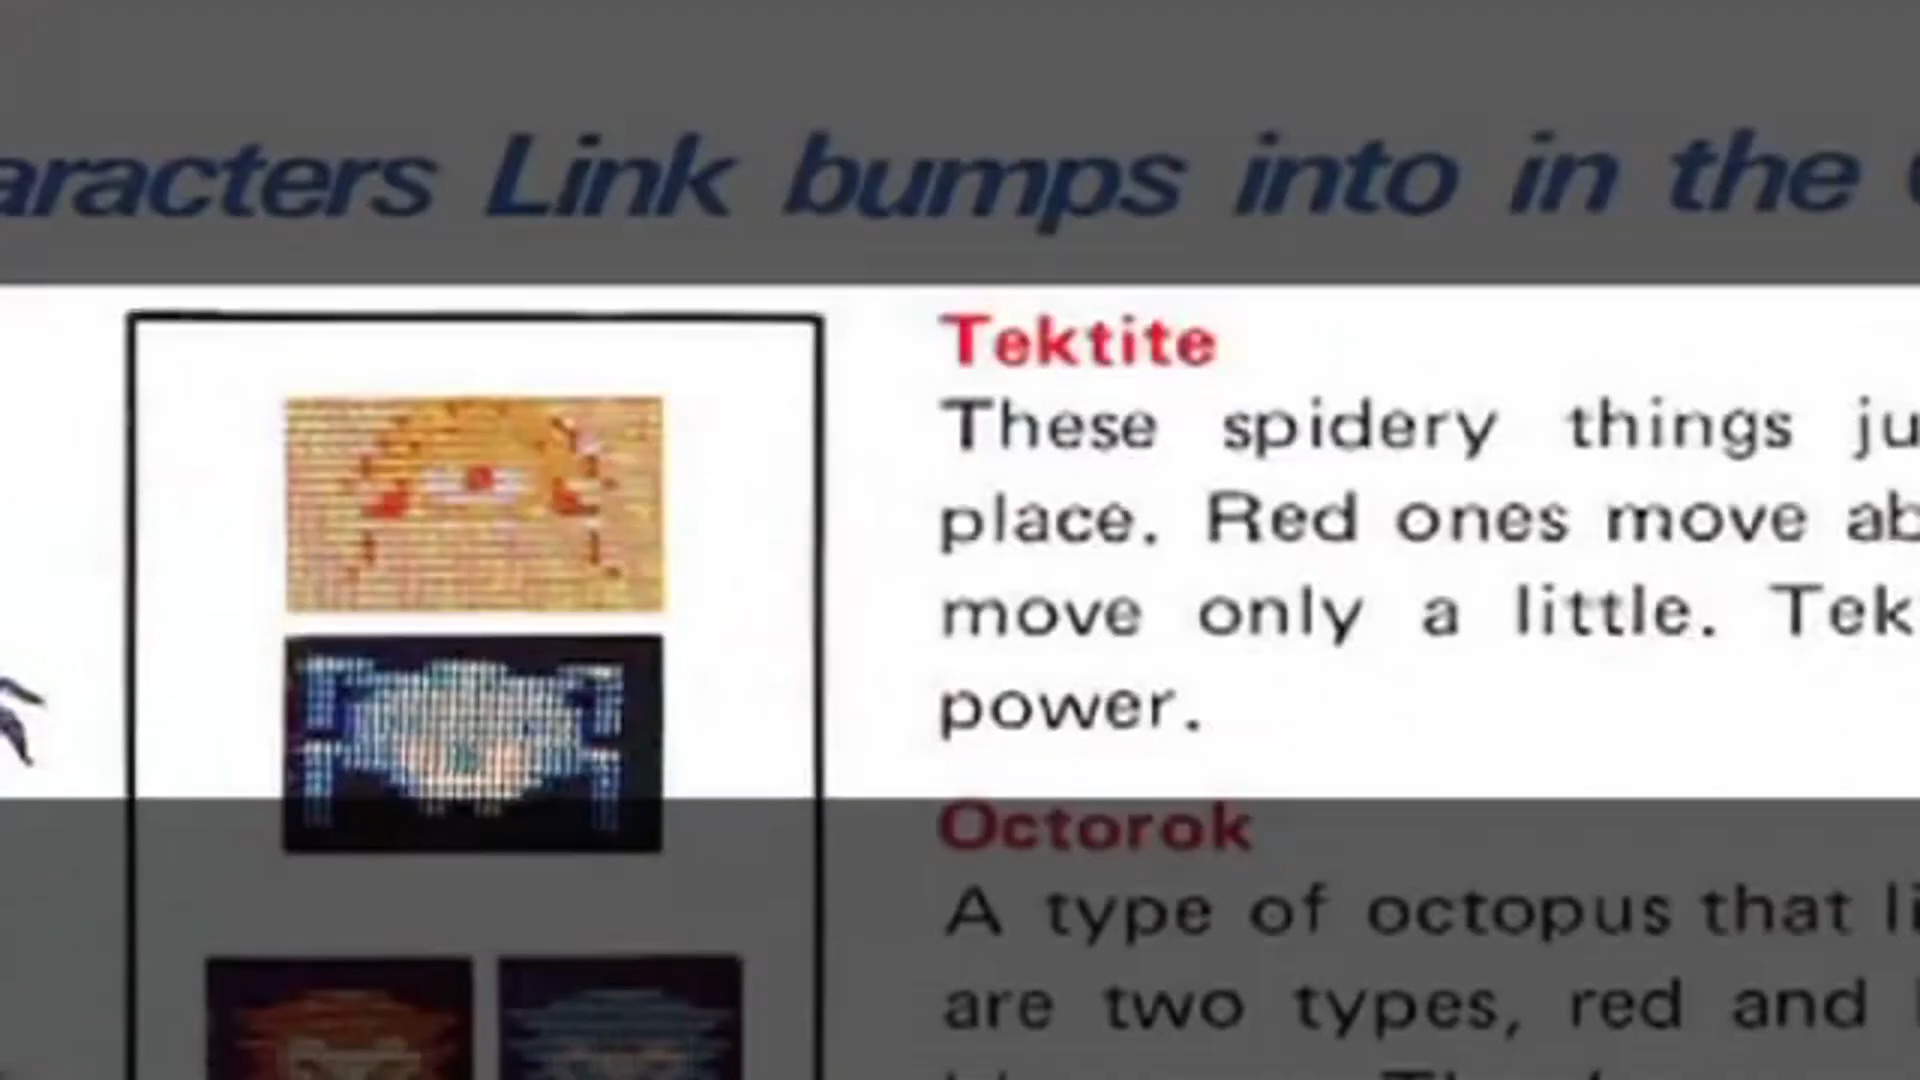 aracters Link bumps into in the
Tektite
These spidery things ju
place. Red ones move ab
move only a little. Tek
power.
Octorok
A type of octopus that li
are two types, red and